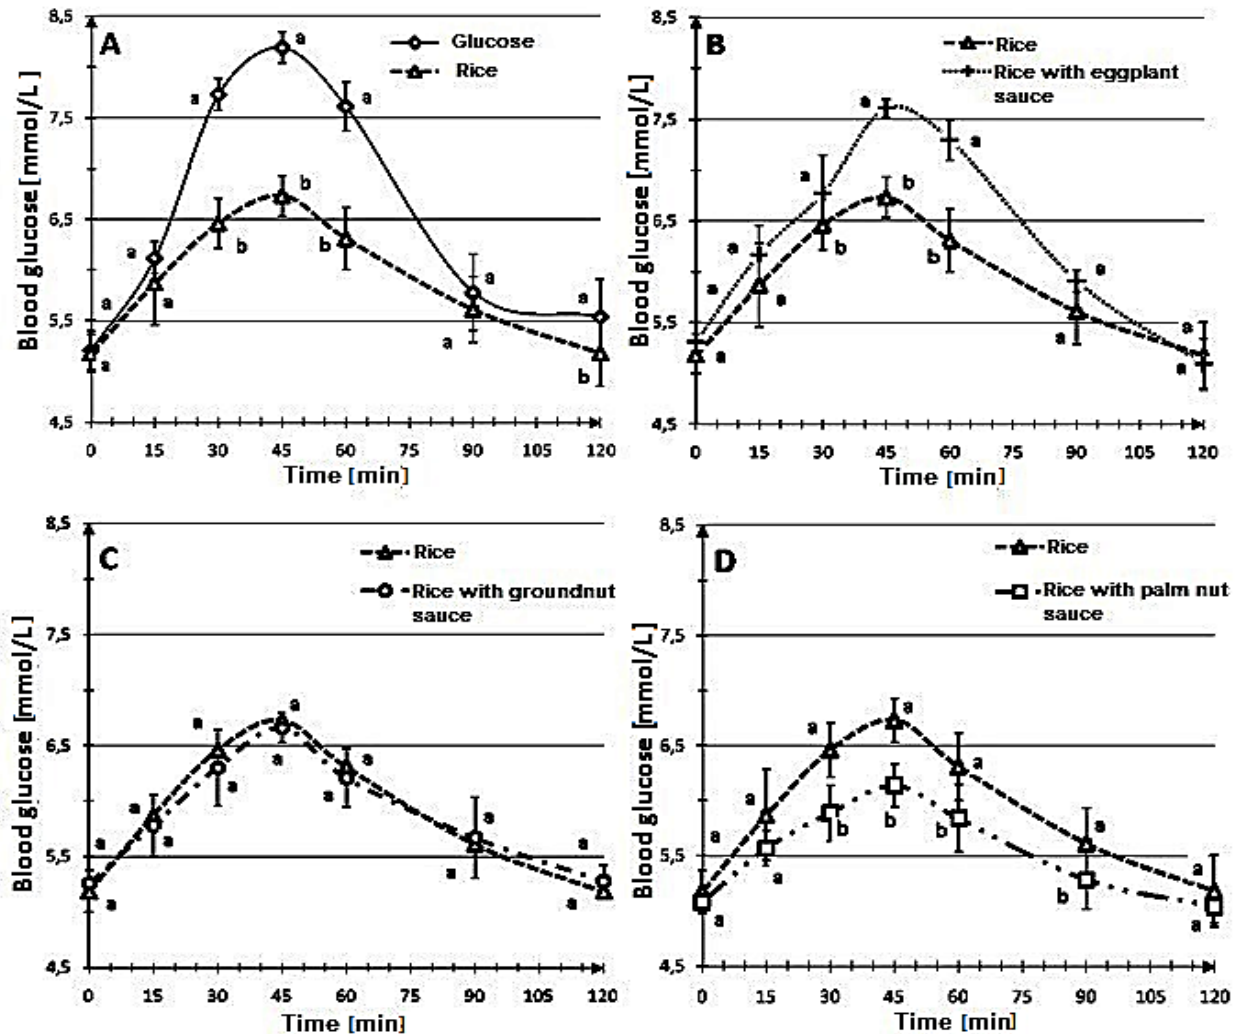 A
Glucose
Rice
Blood glucose [mmol/L]
8,5
7,5
6,5
5,5
4,5
a
a
a
a
a
a
a
a
a
b
b
b
a
b
0 15 30 45 60 75 90 105 120
Time [min]
B
Rice
Rice with eggplant
sauce
Blood glucose [mmol/L]
8,5
7,5
6,5
5,5
4,5
a
a
a
a
a
a
a
a
a
b
b
b
a
a
0 15 30 45 60 75 90 105 120
Time [min]
C
Rice
Rice with groundnut
sauce
Blood glucose [mmol/L]
8,5
7,5
6,5
5,5
4,5
a
a
a
a
a
a
a
a
a
a
a
a
a
a
0 15 30 45 60 75 90 105 120
Time [min]
D
Rice
Rice with palm nut
sauce
Blood glucose [mmol/L]
8,5
7,5
6,5
5,5
4,5
a
a
a
a
a
a
a
a
a
b
b
b
b
a
0 15 30 45 60 75 90 105 120
Time [min]